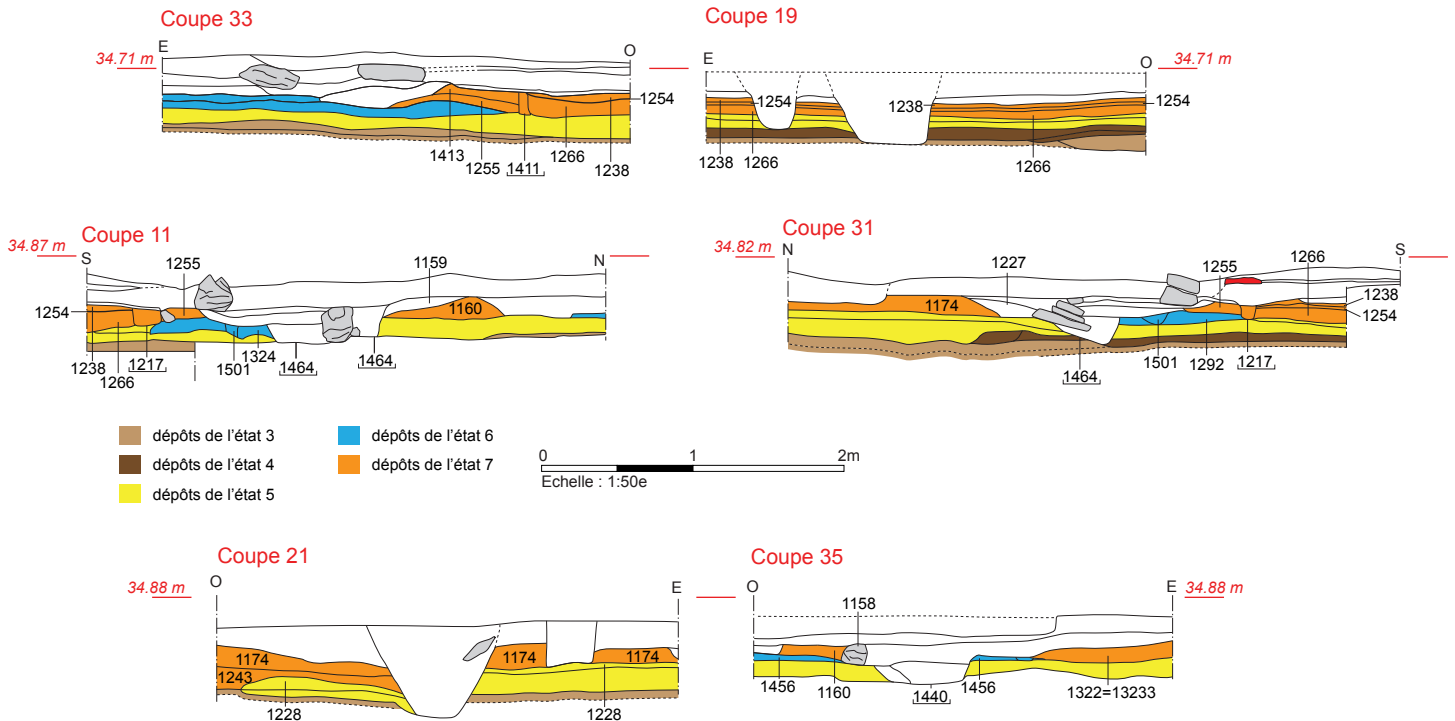 Coupe 33
E
O
34.71 m
1254
1413
1255
1411
1266
1238
Coupe 19
E
O
34.71 m
1254
1238
1254
1238
1266
1266
Coupe 11
34.87 m
S
N
1255
1159
1254
1160
1238
1266
1217
1501
1324
1464
1464
Coupe 31
34.82 m
N
S
1227
1255
1266
1174
1238
1254
1464
1501
1292
1217
dépôts de l'état 3
dépôts de l'état 4
dépôts de l'état 5
dépôts de l'état 6
dépôts de l'état 7
0 1 2m
Echelle : 1:50e
Coupe 21
34.88 m
O
E
1174
1174
1174
1243
1228
1228
Coupe 35
O
E
34.88 m
1158
1456
1160
1440
1456
1322=13233